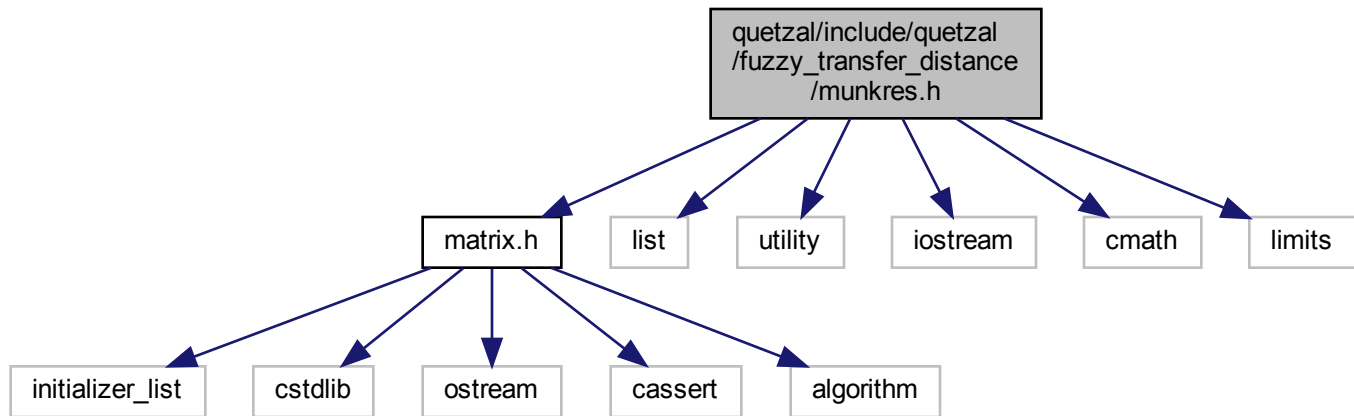 quetzal/include/quetzal
/fuzzy_transfer_distance
/munkres.h
matrix.h
list
utility
iostream
cmath
limits
initializer_list
cstdlib
ostream
cassert
algorithm